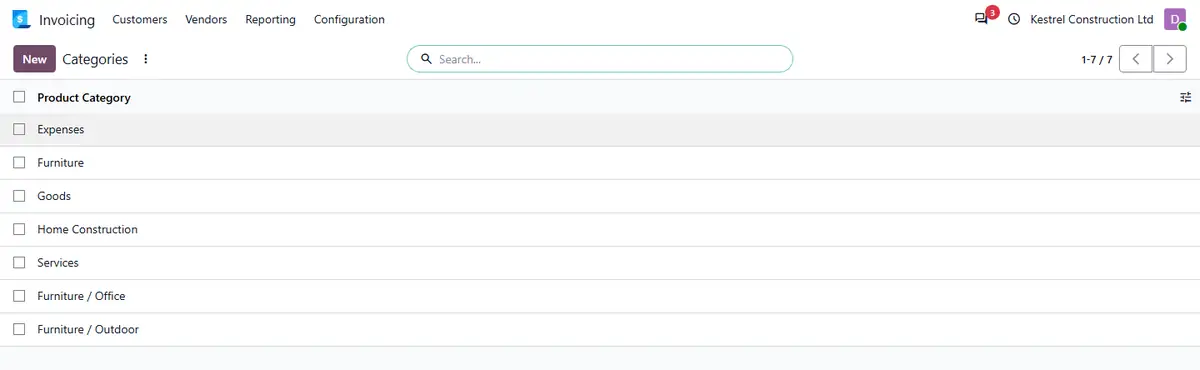 Invoicing Customers Vendors Reporting Configuration 3 Kestrel Construction Ltd D
New Categories Search... 1-7 / 7
Product Category
Expenses
Furniture
Goods
Home Construction
Services
Furniture / Office
Furniture / Outdoor